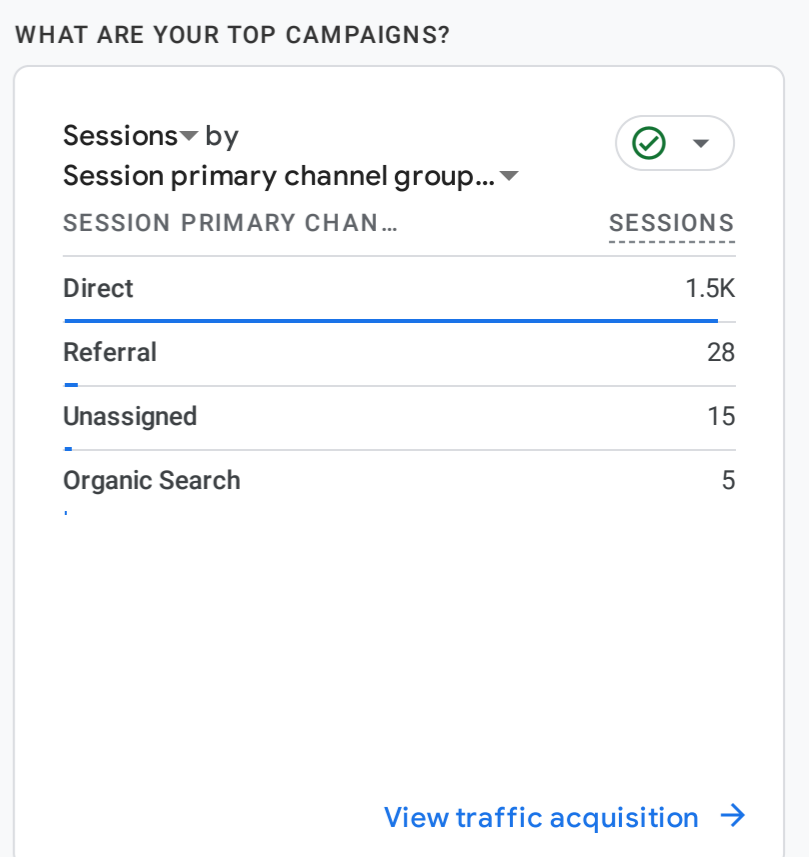 WHAT ARE YOUR TOP CAMPAIGNS?
Sessions by
Session primary channel group...
SESSION PRIMARY CHAN... SESSIONS
Direct 1.5K
Referral 28
Unassigned 15
Organic Search 5
View traffic acquisition